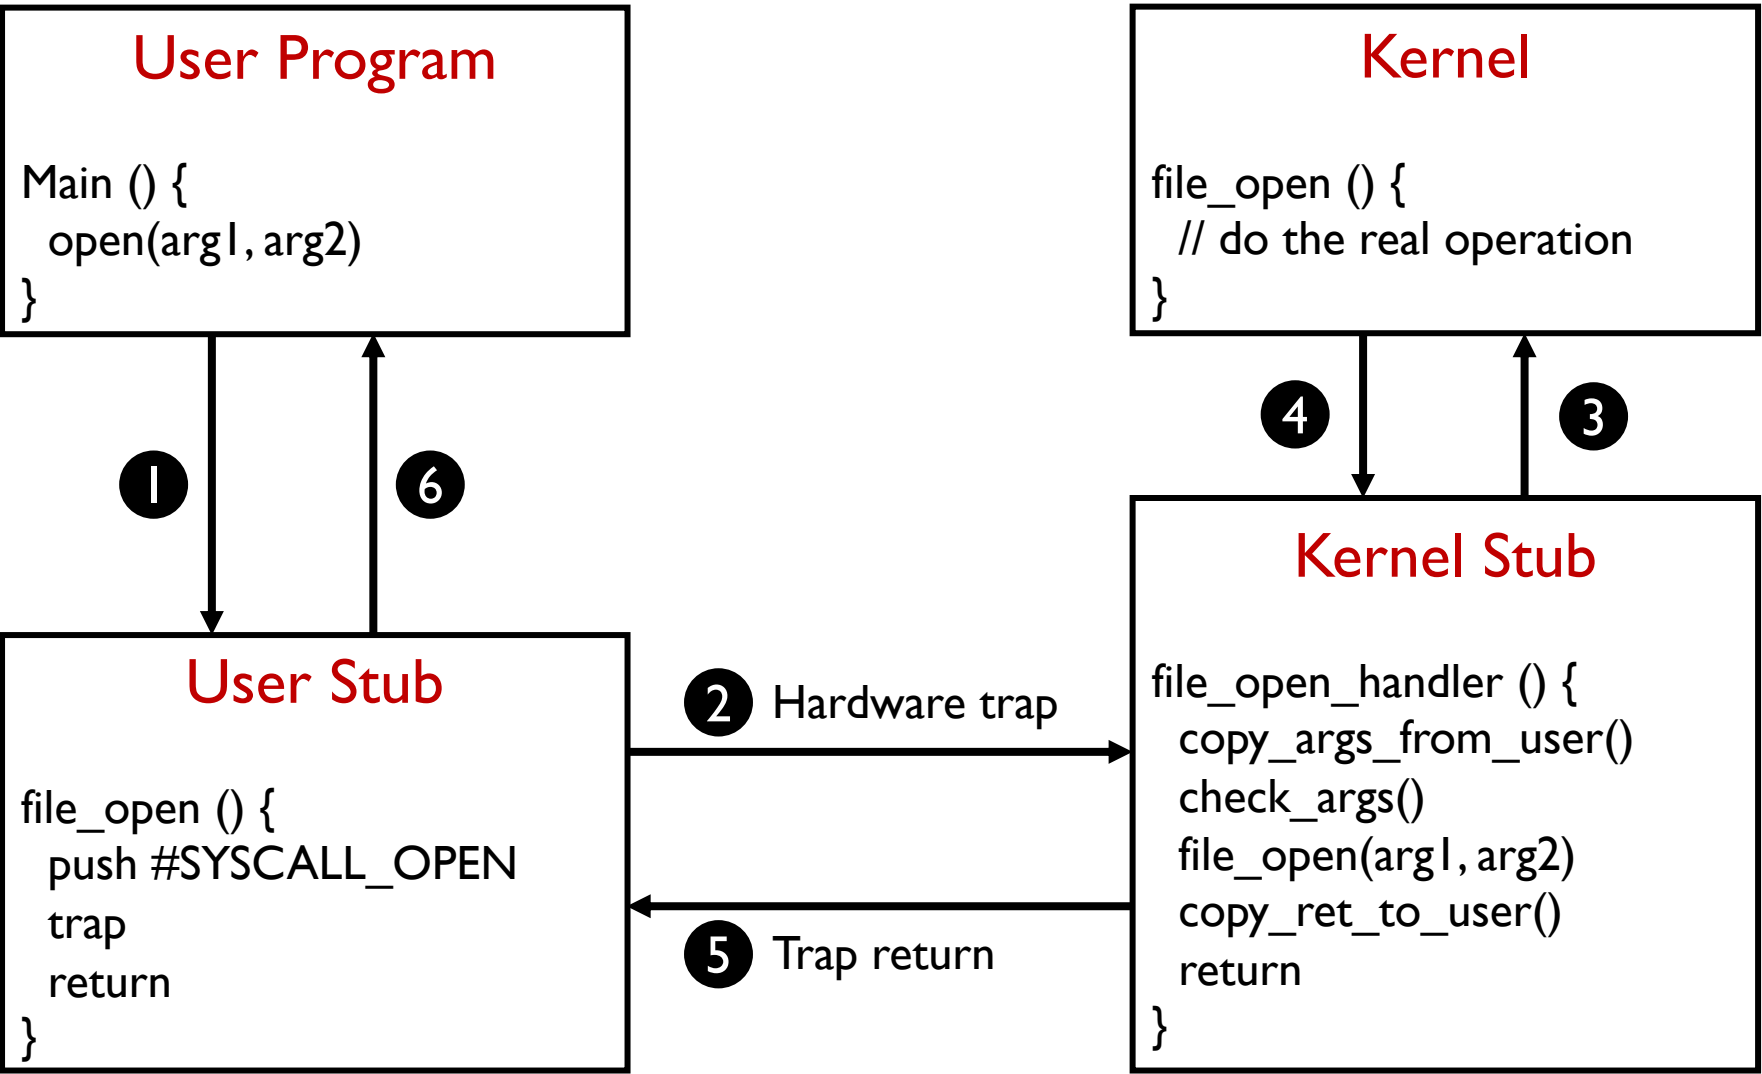 User Program
Main () {
open(arg1, arg2)
}
Kernel
file_open () {
// do the real operation
}
1
6
4
3
User Stub
file_open () {
push #SYSCALL_OPEN
trap
return
}
2 Hardware trap
5 Trap return
Kernel Stub
file_open_handler () {
copy_args_from_user()
check_args()
file_open(arg1, arg2)
copy_ret_to_user()
return
}